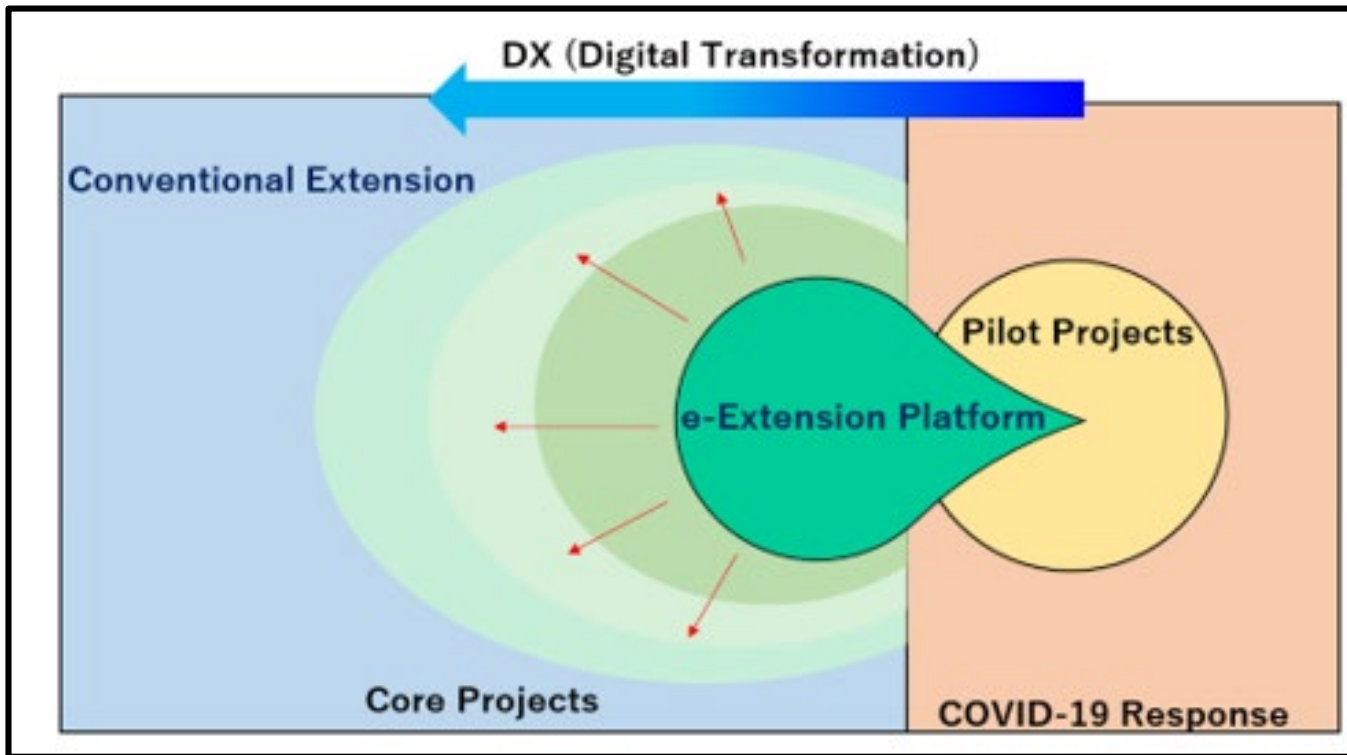 DX (Digital Transformation)
Conventional Extension
Pilot Projects
e-Extension Platform
Core Projects
COVID-19 Response